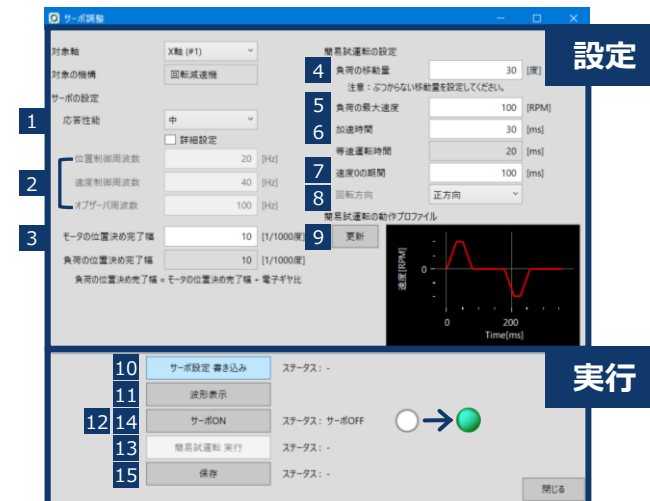 サーボ調整
設定
対象軸 X軸 (#1)
対象の機構 回転減速機
サーボの設定
1 応答性能 中
詳細設定
2
位置制御周波数 20 [Hz]
速度制御周波数 40 [Hz]
オブザーバ周波数 100 [Hz]
3 モータの位置決め完了幅 10 [1/1000度]
負荷の位置決め完了幅 10 [1/1000度]
負荷の位置決め完了幅 = モータの位置決め完了幅 ÷ 電子ギヤ比
簡易試運転の設定
4 負荷の移動量 30 [度]
注意：ぶつからない移動量を設定してください。
5 負荷の最大速度 100 [RPM]
6 加速時間 30 [ms]
等速運転時間 20 [ms]
7 速度0の期間 100 [ms]
8 回転方向 正方向
簡易試運転の動作プロファイル
9 更新
速度[RPM]
0
0 200
Time[ms]
実行
10 サーボ設定 書き込み ステータス： -
11 波形表示
12 14 サーボON ステータス： サーボOFF
13 簡易試運転 実行 ステータス： -
15 保存 ステータス： -
閉じる